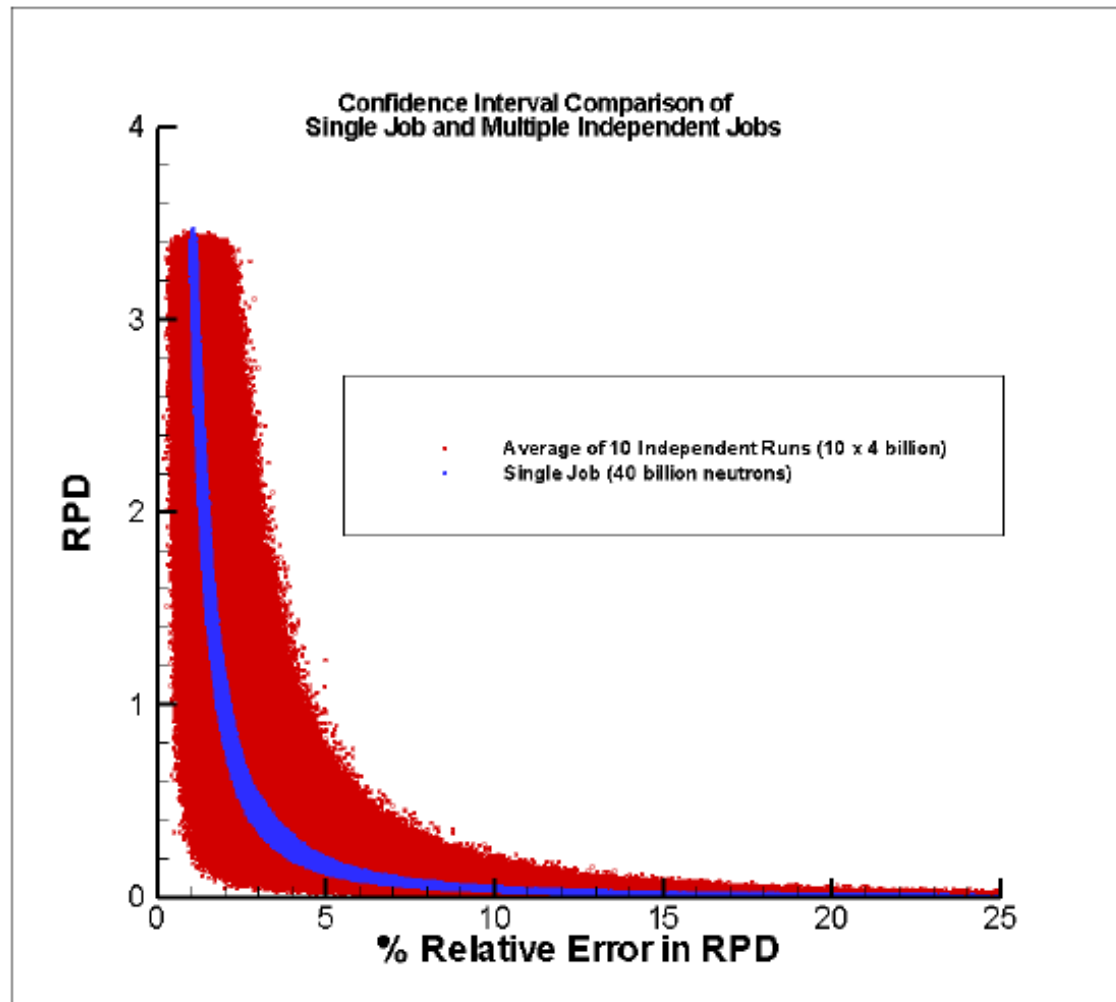 Confidence Interval Comparison of
Single Job and Multiple Independent Jobs
4
3
2
1
0
RPD
Average of 10 Independent Runs (10 x 4 billion)
Single Job (40 billion neutrons)
0 5 10 15 20 25
% Relative Error in RPD